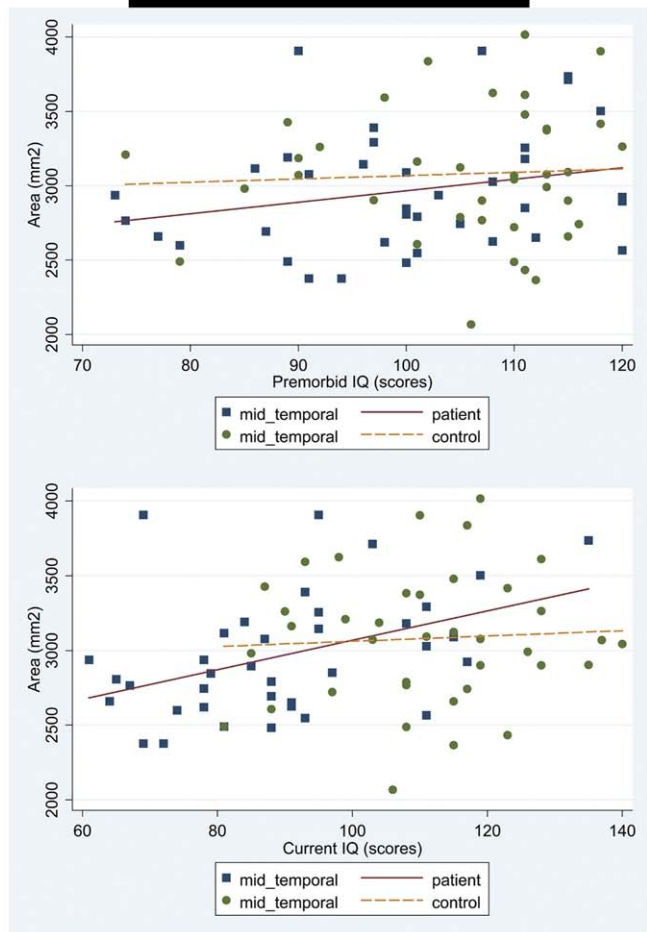 4000
3500
3000
2500
2000
Area (mm2)
70 80 90 100 110 120
Premorbid IQ (scores)
mid_temporal patient
mid_temporal control
4000
3500
3000
2500
2000
Area (mm2)
60 80 100 120 140
Current IQ (scores)
mid_temporal patient
mid_temporal control